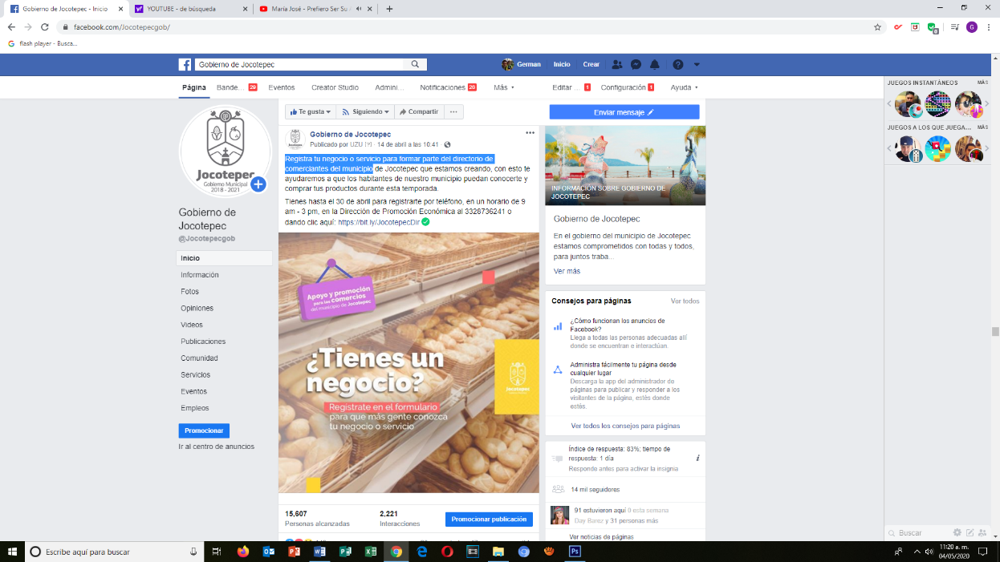 Gobierno de Jocotepec - Inicio
YOUTUBE - de búsqueda
María José - Prefiero Ser Su
facebook.com/Jocotepecgob/
flash player - Busca...
Gobierno de Jocotepec
German
Inicio
Crear
Página
Bande... 29
Eventos
Creator Studio
Admini...
Notificaciones 26
Más
Editar ... 1
Configuración 1
Ayuda
Te gusta
Siguiendo
Compartir
Enviar mensaje
Jocotepec
Gobierno Municipal
2018 - 2021
Gobierno de
Jocotepec
@Jocotepecgob
Inicio
Información
Fotos
Opiniones
Videos
Publicaciones
Comunidad
Servicios
Eventos
Empleos
Promocionar
Ir al centro de anuncios
Gobierno de Jocotepec
Publicado por UZU [?] · 14 de abril a las 10:41 ·
Registra tu negocio o servicio para formar parte del directorio de
comerciantes del municipio de Jocotepec que estamos creando, con esto te
ayudaremos a que los habitantes de nuestro municipio puedan conocerte y
comprar tus productos durante esta temporada.
Tienes hasta el 30 de abril para registrarte por teléfono, en un horario de 9
am - 3 pm, en la Dirección de Promoción Económica al 3328736241 o
dando clic aquí: https://bit.ly/JocotepecDir
Apoyo y promoción
para los comercios
del municipio de Jocotepec
¿Tienes un
negocio?
Regístrate en el formulario
para que más gente conozca
tu negocio o servicio
Jocotepec
15,607
Personas alcanzadas
2,221
Interacciones
Promocionar publicación
INFORMACIÓN SOBRE GOBIERNO DE
JOCOTEPEC
Gobierno de Jocotepec
En el gobierno del municipio de Jocotepec
estamos comprometidos con todas y todos,
para juntos traba...
Ver más
Consejos para páginas
Ver todos
¿Cómo funcionan los anuncios de
Facebook?
Llega a todas las personas adecuadas allí
donde se encuentran e interactúan.
Administra fácilmente tu página desde
cualquier lugar
Descarga la app del administrador de
páginas para publicar y responder a los
visitantes de la página, estés donde
estés.
Ver todos los consejos para páginas
Índice de respuesta: 83%; tiempo de
respuesta: 1 día
Responde antes para activar la insignia
14 mil seguidores
91 estuvieron aquí 0 esta semana
Day Barez y 31 personas más
Ver noticias de páginas
JUEGOS INSTANTÁNEOS
MÁS
JUEGOS A LOS QUE JUEGA...
MÁS
Buscar
Escribe aquí para buscar
11:20 a. m.
04/05/2020